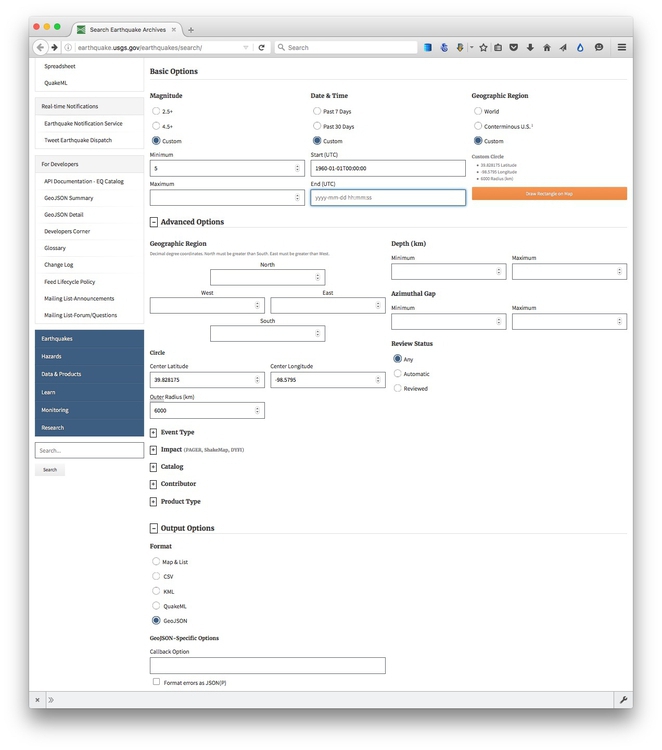 Search Earthquake Archives
earthquake.usgs.gov/earthquakes/search/
Search
Spreadsheet
QuakeML
Real-time Notifications
Earthquake Notification Service
Tweet Earthquake Dispatch
For Developers
API Documentation - EQ Catalog
GeoJSON Summary
GeoJSON Detail
Developers Corner
Glossary
Change Log
Feed Lifecycle Policy
Mailing List-Announcements
Mailing List-Forum/Questions
Earthquakes
Hazards
Data & Products
Learn
Monitoring
Research
Search...
Search
Basic Options
Magnitude
2.5+
4.5+
Custom
Minimum
5
Maximum
Date & Time
Past 7 Days
Past 30 Days
Custom
Start (UTC)
1960-01-01T00:00:00
End (UTC)
yyyy-mm-dd hh:mm:ss
Geographic Region
World
Conterminous U.S.¹
Custom
Custom Circle
39.828175 Latitude
-98.5795 Longitude
6000 Radius (km)
Draw Rectangle on Map
Advanced Options
Geographic Region
Decimal degree coordinates. North must be greater than South. East must be greater than West.
North
West
East
South
Circle
Center Latitude
39.828175
Center Longitude
-98.5795
Outer Radius (km)
6000
Depth (km)
Minimum
Maximum
Azimuthal Gap
Minimum
Maximum
Review Status
Any
Automatic
Reviewed
Event Type
Impact (PAGER, ShakeMap, DYFI)
Catalog
Contributor
Product Type
Output Options
Format
Map & List
CSV
KML
QuakeML
GeoJSON
GeoJSON-Specific Options
Callback Option
Format errors as JSON(P)